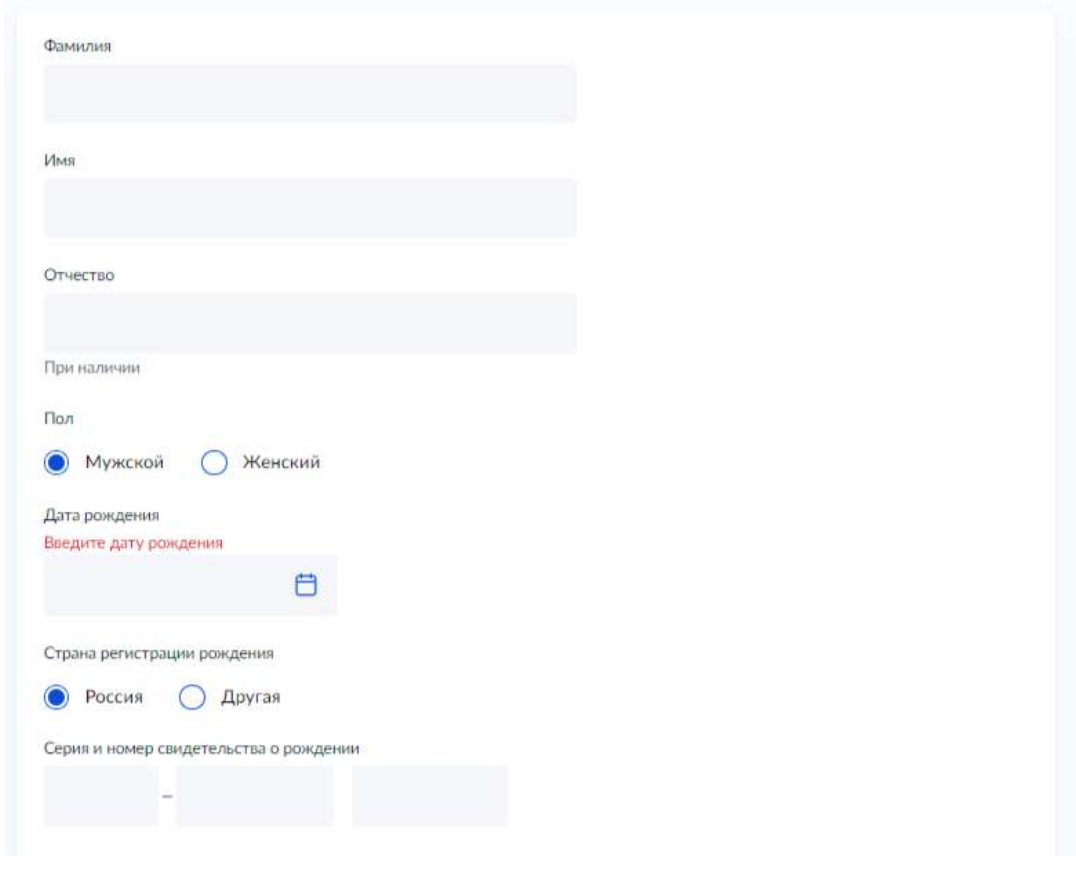 Фамилия
Имя
Отчество
При наличии
Пол
Мужской Женский
Дата рождения
Введите дату рождения
Страна регистрации рождения
Россия Другая
Серия и номер свидетельства о рождении
–